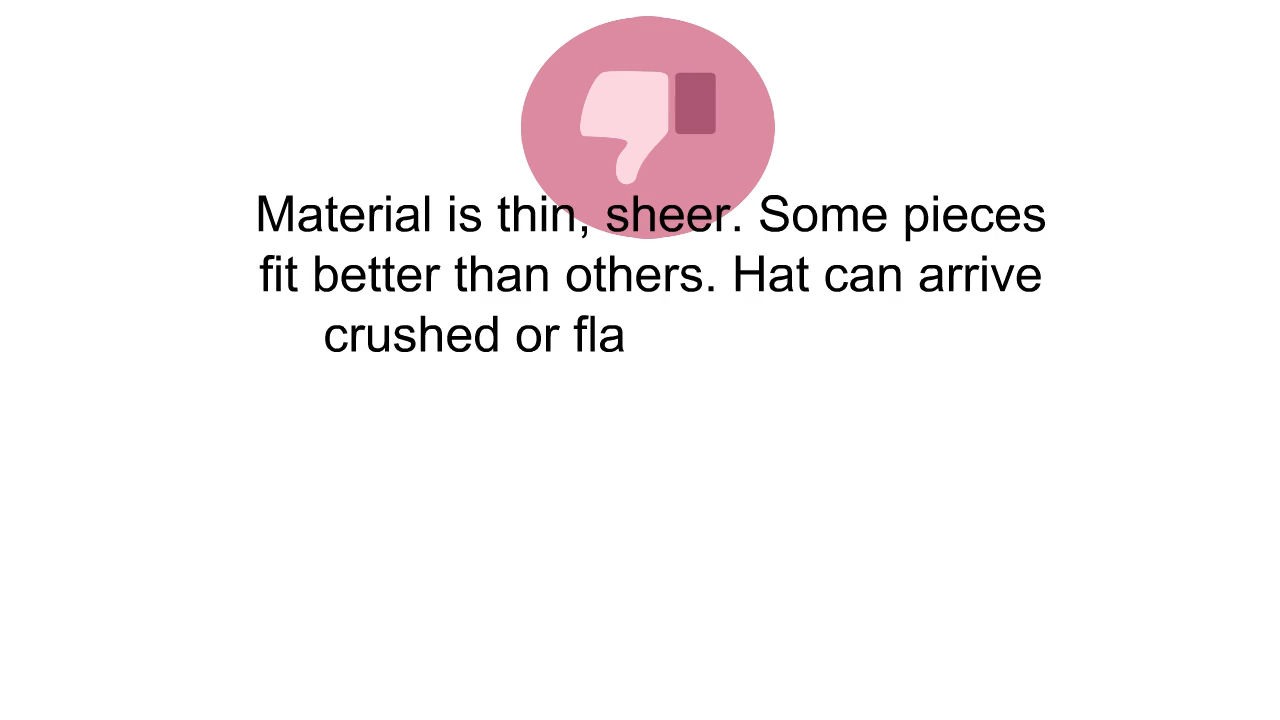 Material is thin, sheer. Some pieces
fit better than others. Hat can arrive
crushed or fla